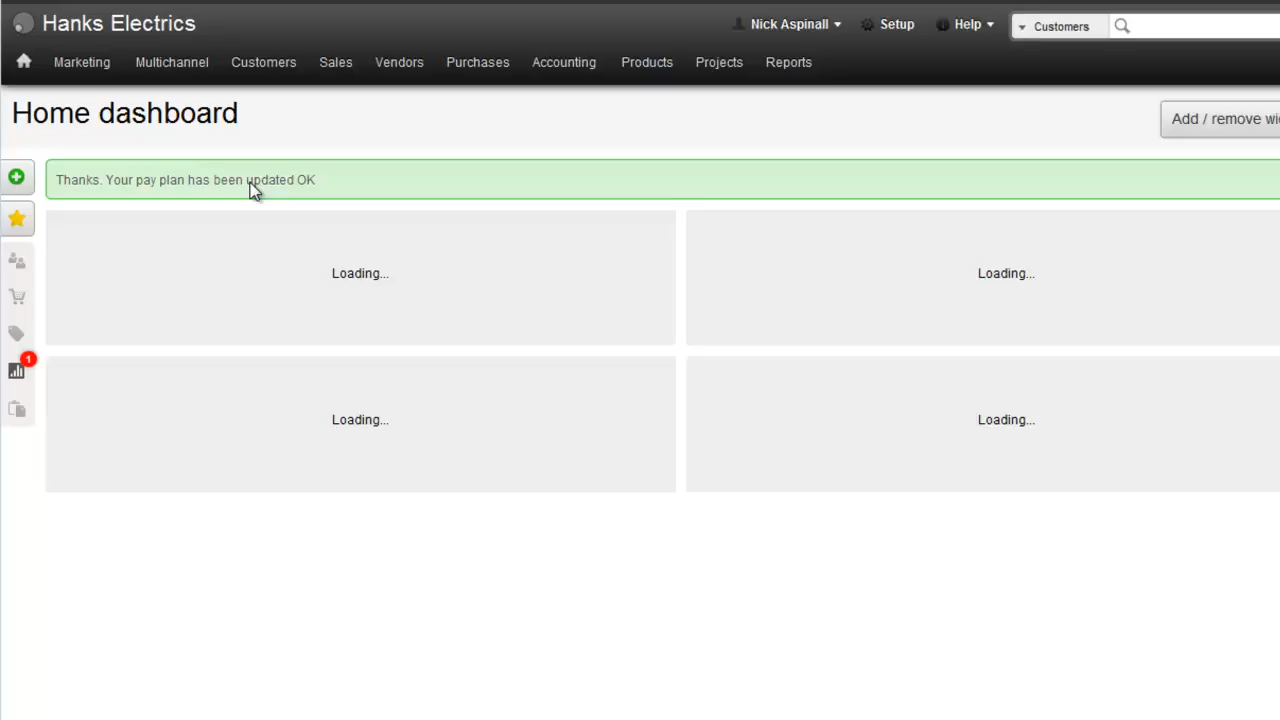 Hanks Electrics
Nick Aspinall
Setup
Help
Customers
Marketing
Multichannel
Customers
Sales
Vendors
Purchases
Accounting
Products
Projects
Reports
Home dashboard
Add / remove wi
Thanks. Your pay plan has been updated OK
Loading...
Loading...
1
Loading...
Loading...